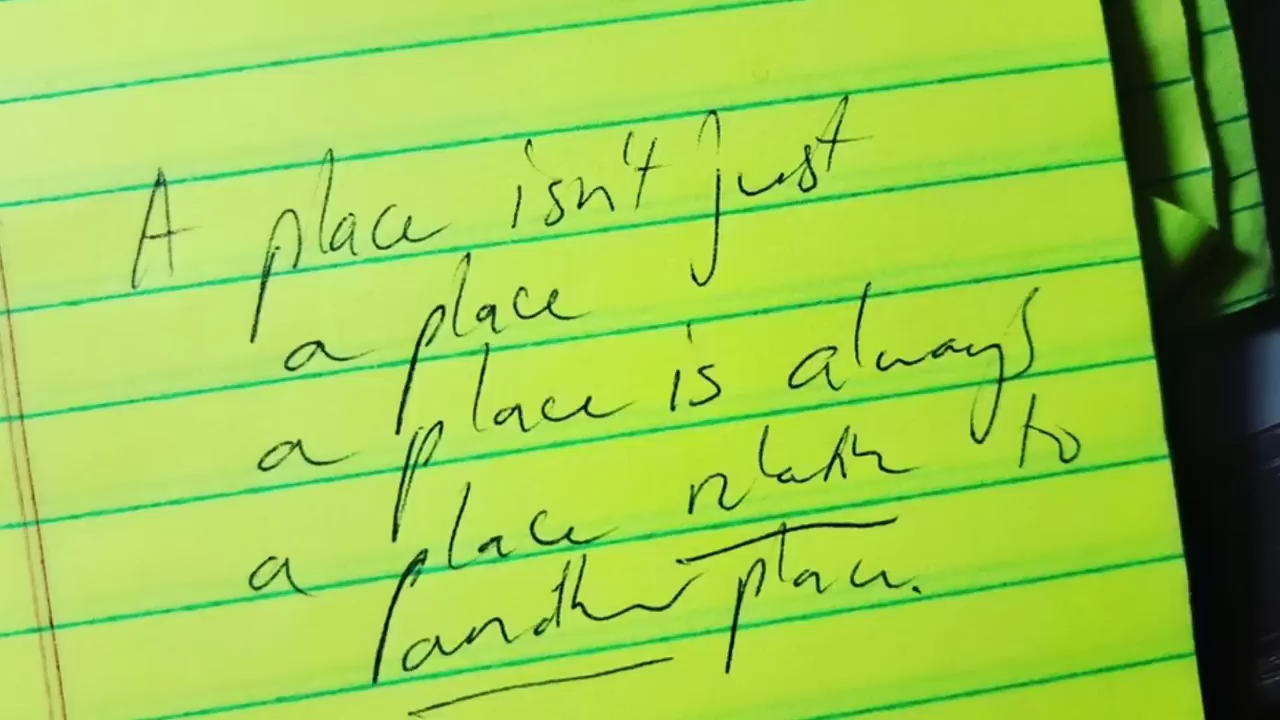 A place isn't just
a place
a place is always
a place relative to
another place.